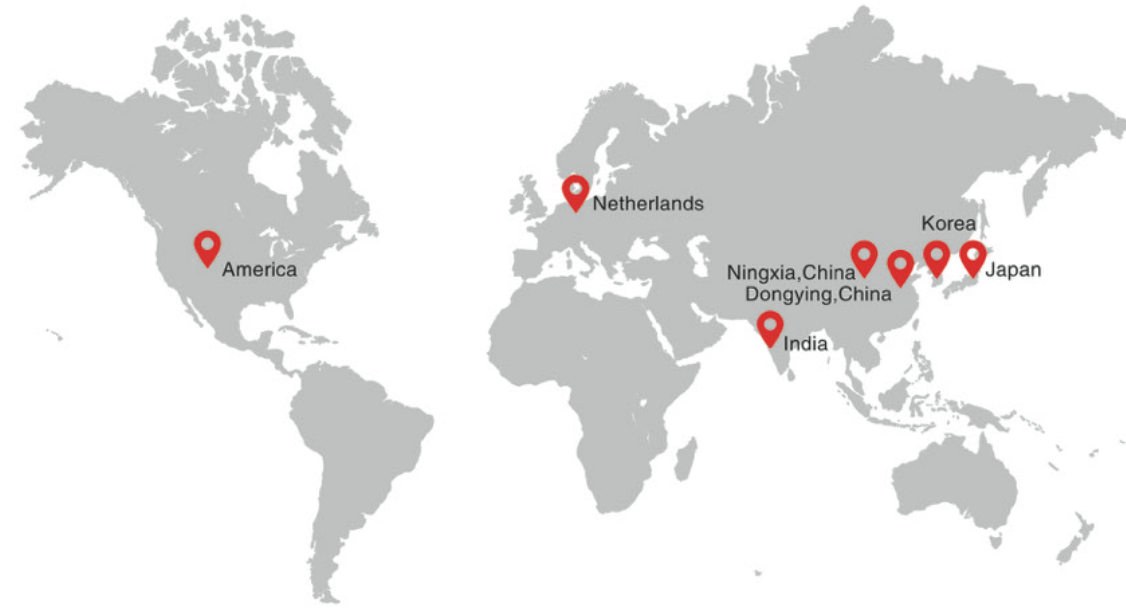 Netherlands
Korea
America
Ningxia,China
Japan
Dongying,China
India